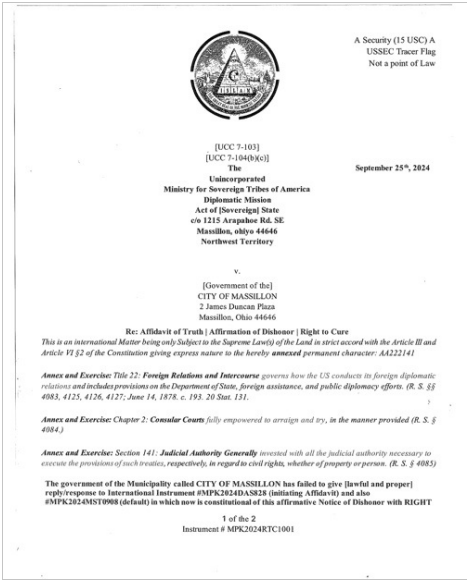 A Security (15 USC) A
USSEC Tracer Flag
Not a point of Law
ISLAM
[UCC 7-103]
[UCC 7-104(b)(c)]
The
September 25th, 2024
Unincorporated
Ministry for Sovereign Tribes of America
Diplomatic Mission
Act of [Sovereign] State
c/o 1215 Arapahoe Rd. SE
Massillon, ohiyo 44646
Northwest Territory
v.
[Government of the]
CITY OF MASSILLON
2 James Duncan Plaza
Massillon, Ohio 44646
Re: Affidavit of Truth | Affirmation of Dishonor | Right to Cure
This is an international Matter being only Subject to the Supreme Law(s) of the Land in strict accord with the Article III and
Article VI §2 of the Constitution giving express nature to the hereby annexed permanent character: AA222141
Annex and Exercise: Title 22: Foreign Relations and Intercourse governs how the US conducts its foreign diplomatic
relations and includes provisions on the Department of State, foreign assistance, and public diplomacy efforts. (R. S. §§
4083, 4125, 4126, 4127; June 14, 1878. c. 193. 20 Stat. 131.
Annex and Exercise: Chapter 2: Consular Courts fully empowered to arraign and try, in the manner provided (R. S. §
4084.)
Annex and Exercise: Section 141: Judicial Authority Generally invested with all the judicial authority necessary to
execute the provisions of such treaties, respectively, in regard to civil rights, whether of property or person. (R. S. § 4085)
The government of the Municipality called CITY OF MASSILLON has failed to give [lawful and proper]
reply/response to International Instrument #MPK2024DAS828 (initiating Affidavit) and also
#MPK2024MST0908 (default) in which now is constitutional of this affirmative Notice of Dishonor with RIGHT
1 of the 2
Instrument # MPK2024RTC1001